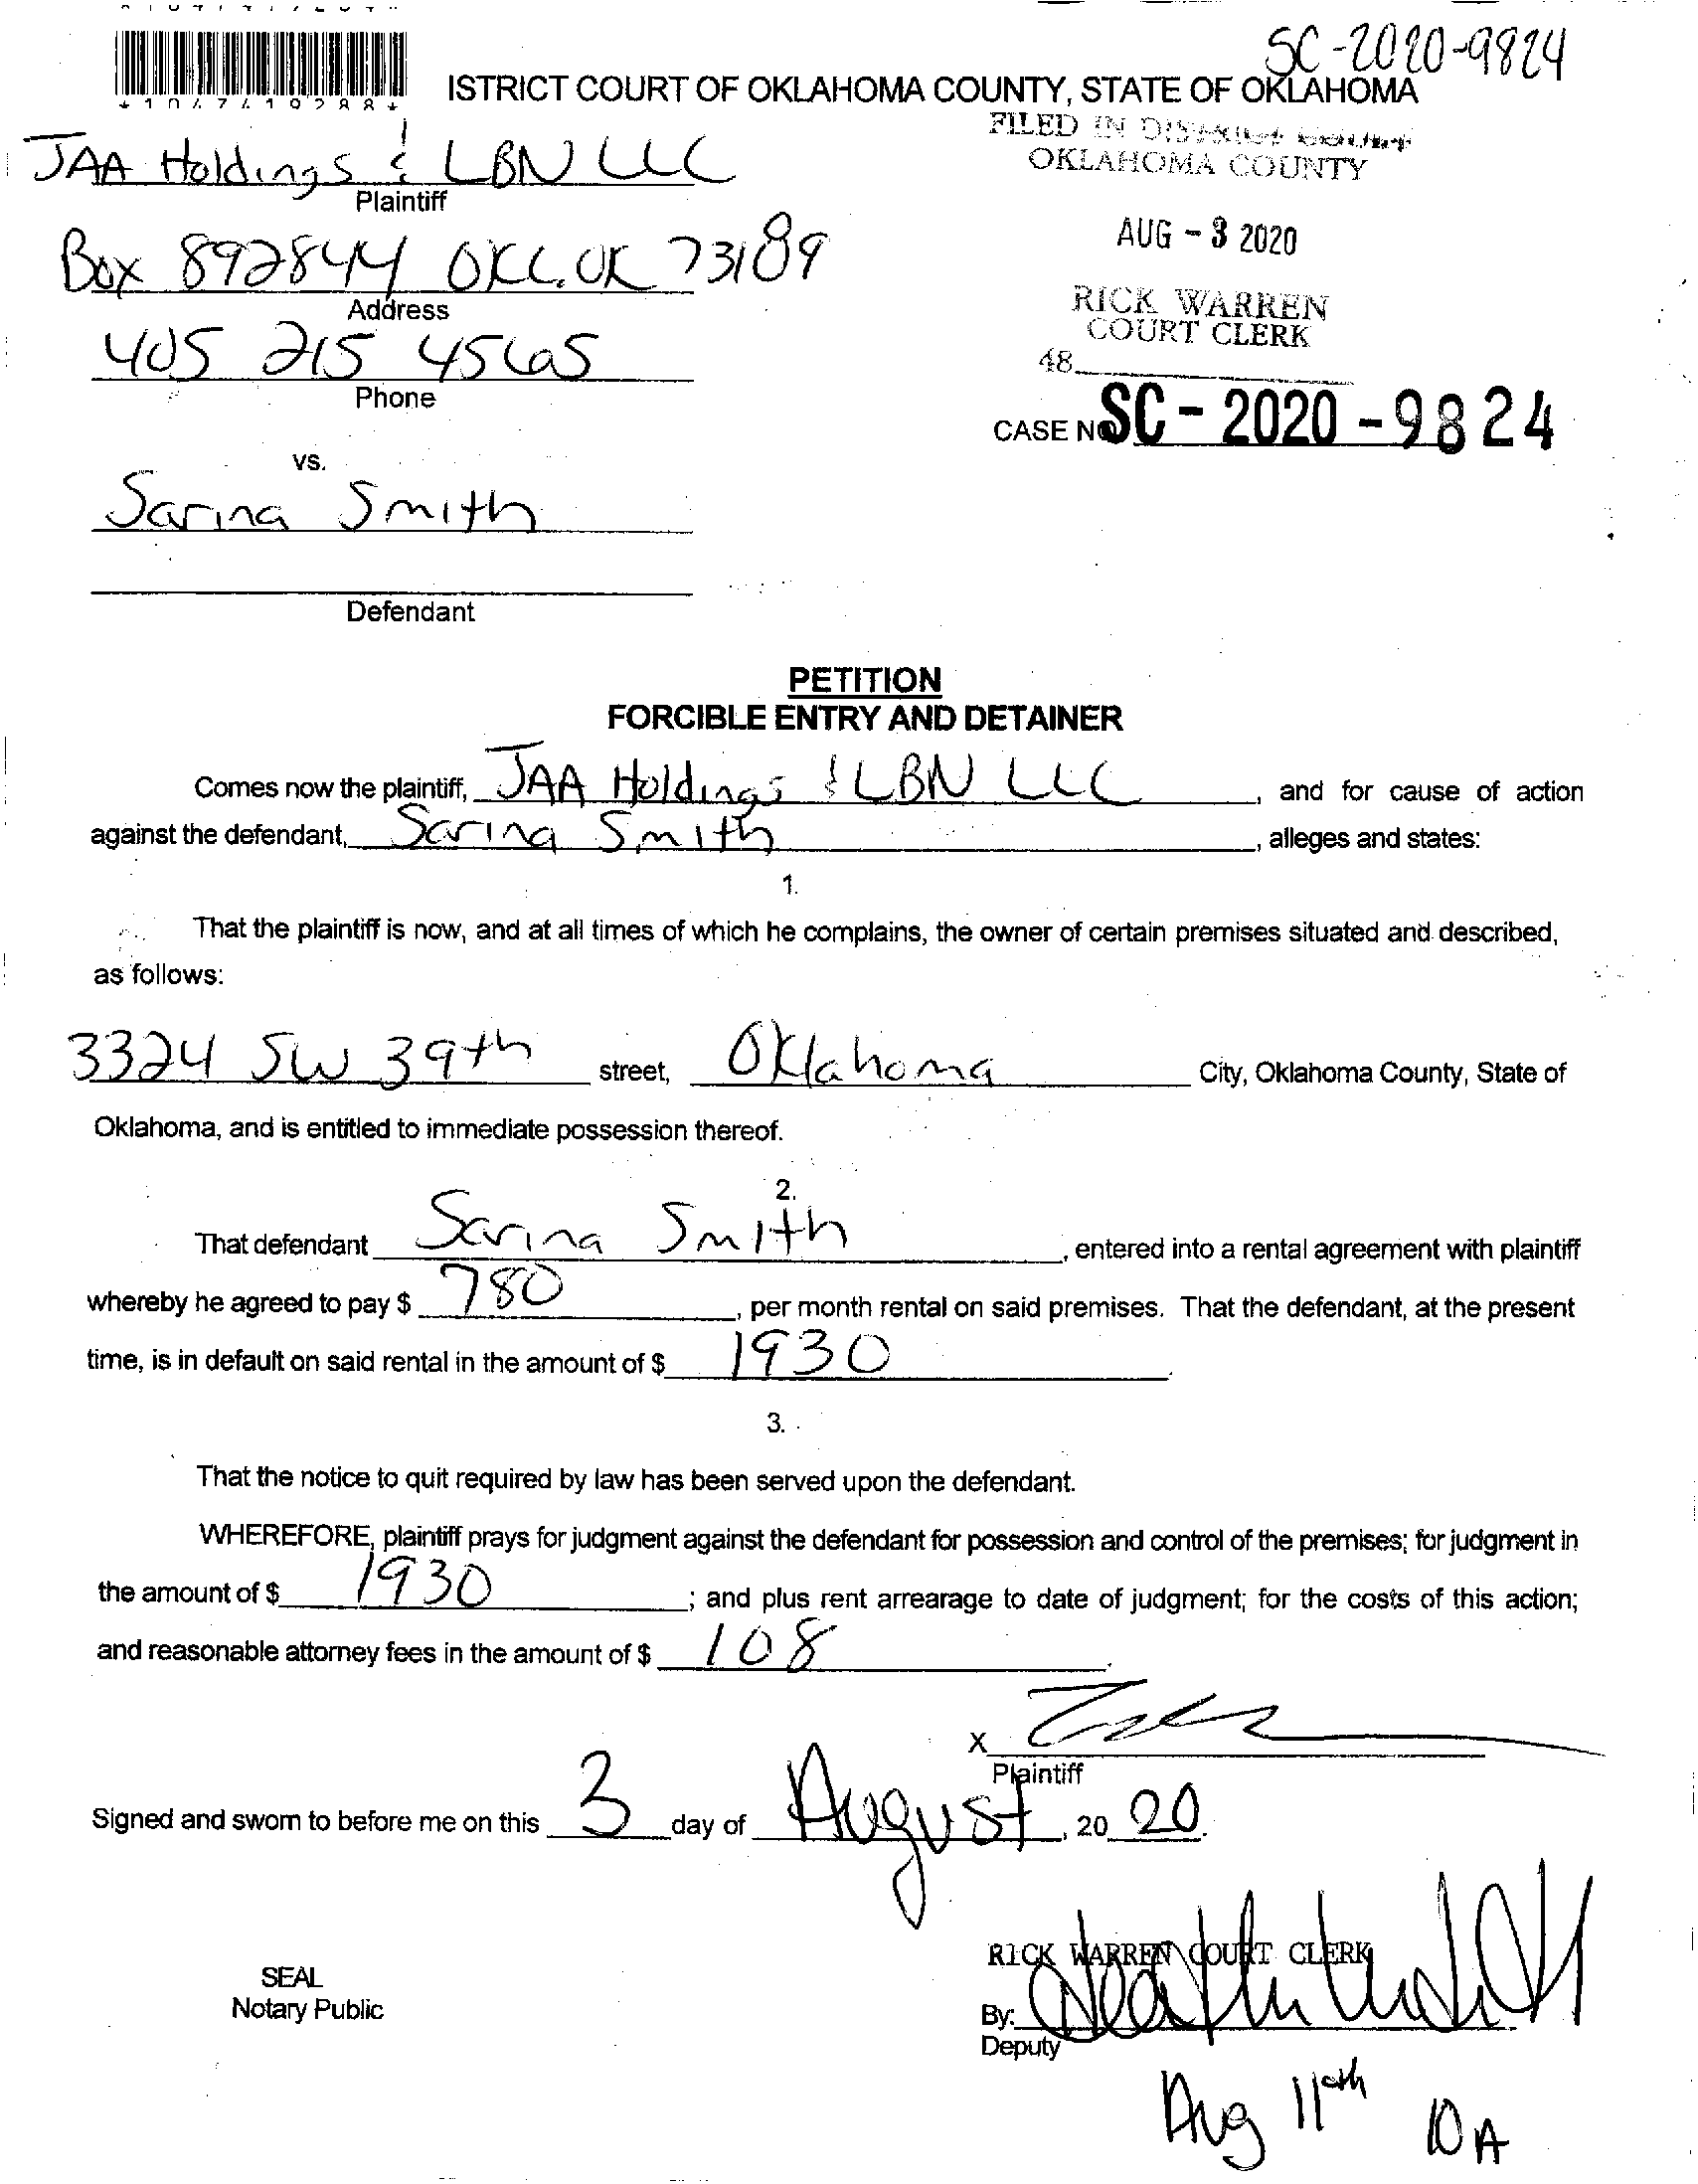 SC-2020-9824
*1047419288*
ISTRICT COURT OF OKLAHOMA COUNTY, STATE OF OKLAHOMA
FILED IN DISTRICT COURT
OKLAHOMA COUNTY
JAA Holdings & LBN LLC
Plaintiff
AUG - 3 2020
Box 892844 OKC, OK 73189
Address
RICK WARREN
COURT CLERK
405 215 4565
48
Phone
CASE NO SC - 2020 - 9824
vs.
Sarina Smith
Defendant
PETITION
FORCIBLE ENTRY AND DETAINER
Comes now the plaintiff, JAA Holdings & LBN LLC, and for cause of action
against the defendant, Sarina Smith, alleges and states:
1.
That the plaintiff is now, and at all times of which he complains, the owner of certain premises situated and described,
as follows:
3324 SW 39th street, Oklahoma City, Oklahoma County, State of
Oklahoma, and is entitled to immediate possession thereof.
2.
That defendant Sarina Smith, entered into a rental agreement with plaintiff
whereby he agreed to pay $ 780, per month rental on said premises. That the defendant, at the present
time, is in default on said rental in the amount of $ 1930.
3.
That the notice to quit required by law has been served upon the defendant.
WHEREFORE, plaintiff prays for judgment against the defendant for possession and control of the premises; for judgment in
the amount of $ 1930; and plus rent arrearage to date of judgment; for the costs of this action;
and reasonable attorney fees in the amount of $ 108.
X
Plaintiff
Signed and sworn to before me on this 3 day of August, 20 20.
RICK WARREN COURT CLERK
SEAL
Notary Public
By:
Deputy
Aug 11th 10 A